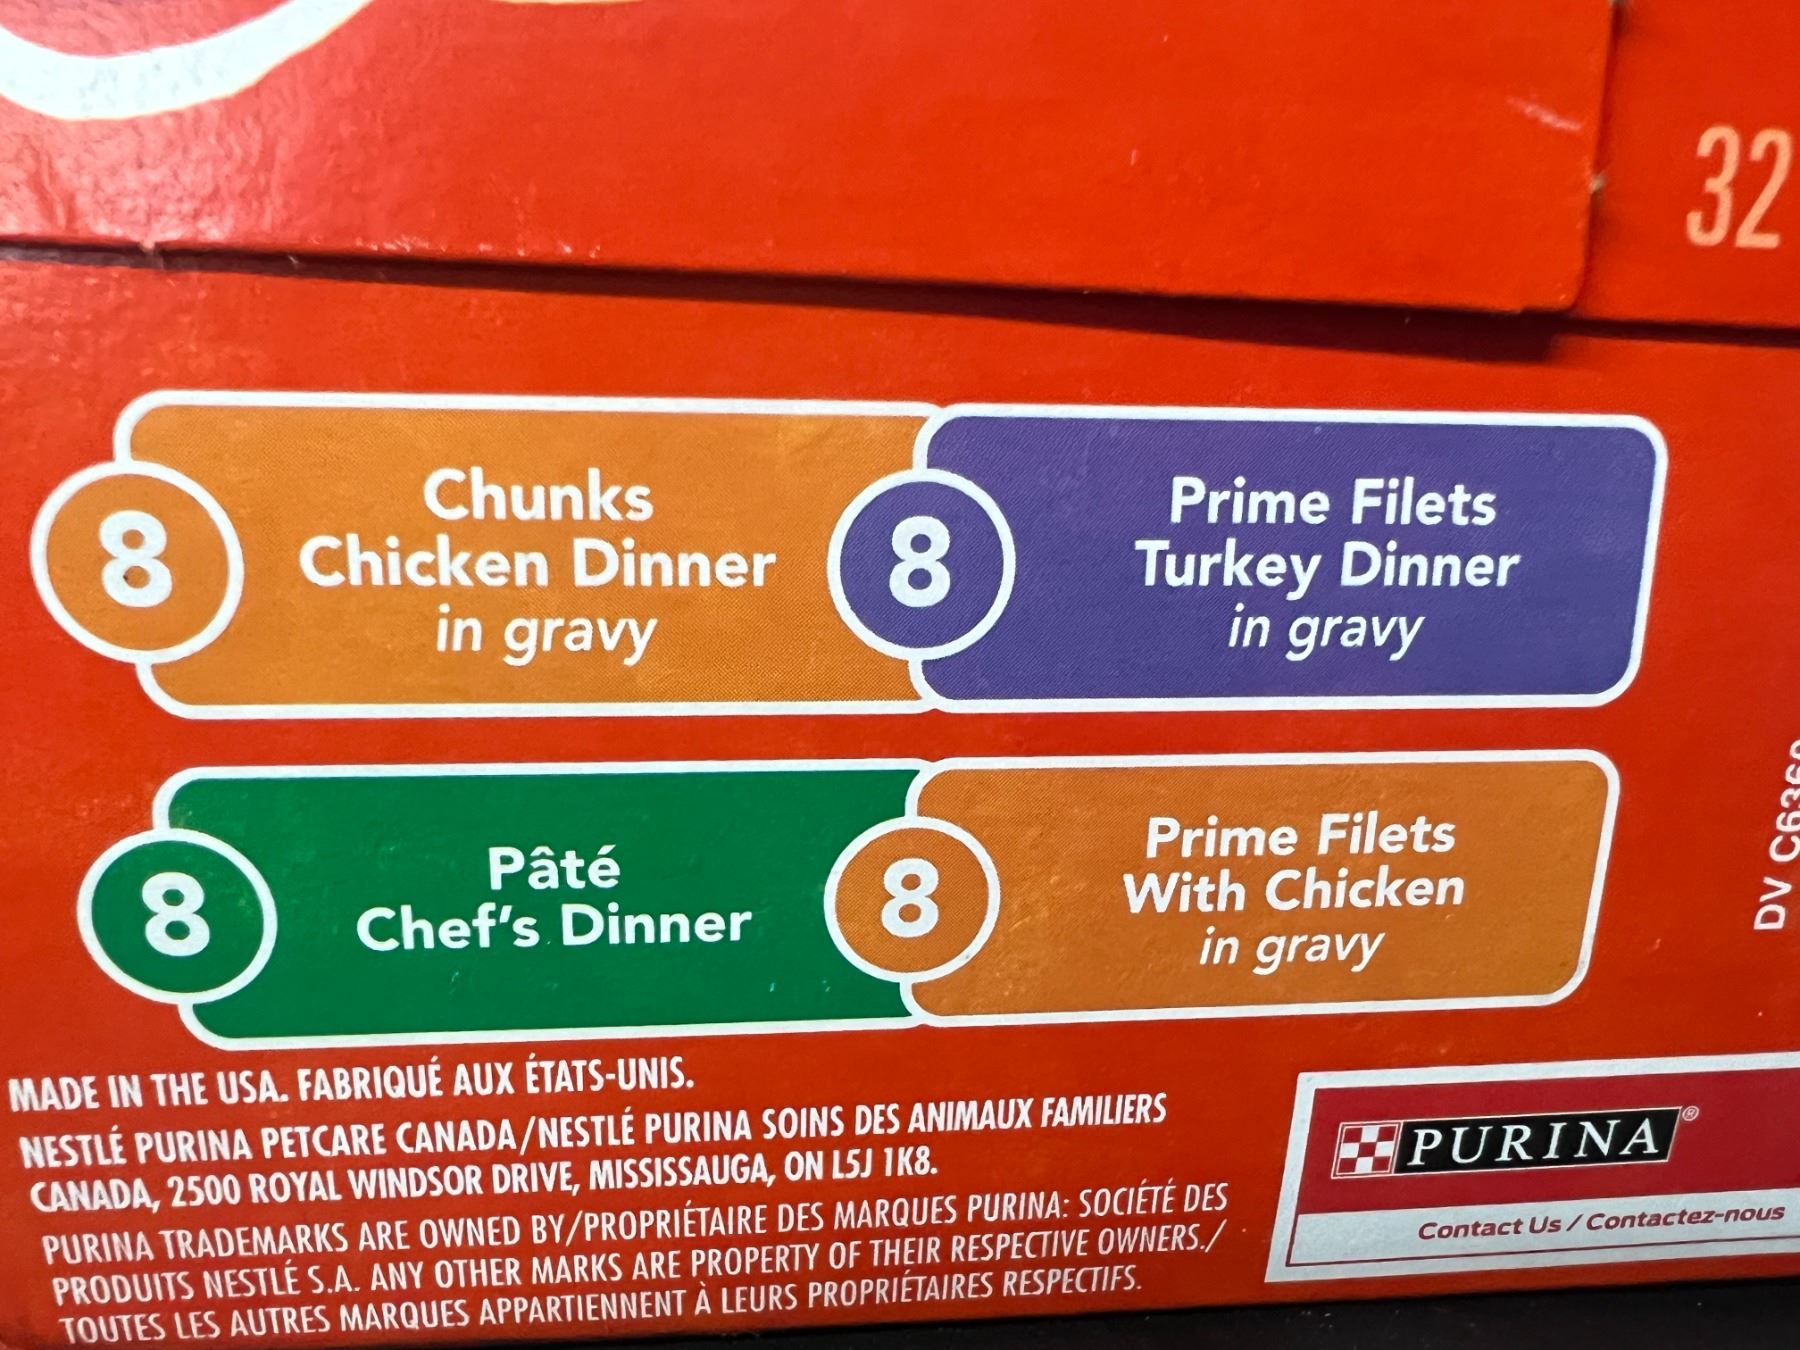 32
8
Chunks
Chicken Dinner
in gravy
8
Prime Filets
Turkey Dinner
in gravy
8
Pâté
Chef's Dinner
8
Prime Filets
With Chicken
in gravy
MADE IN THE USA. FABRIQUÉ AUX ÉTATS-UNIS.
NESTLÉ PURINA PETCARE CANADA/NESTLÉ PURINA SOINS DES ANIMAUX FAMILIERS
CANADA, 2500 ROYAL WINDSOR DRIVE, MISSISSAUGA, ON L5J 1K8.
PURINA TRADEMARKS ARE OWNED BY/PROPRIÉTAIRE DES MARQUES PURINA: SOCIÉTÉ DES
PRODUITS NESTLÉ S.A. ANY OTHER MARKS ARE PROPERTY OF THEIR RESPECTIVE OWNERS./
TOUTES LES AUTRES MARQUES APPARTIENNENT À LEURS PROPRIÉTAIRES RESPECTIFS.
PURINA®
Contact Us / Contactez-nous
DV